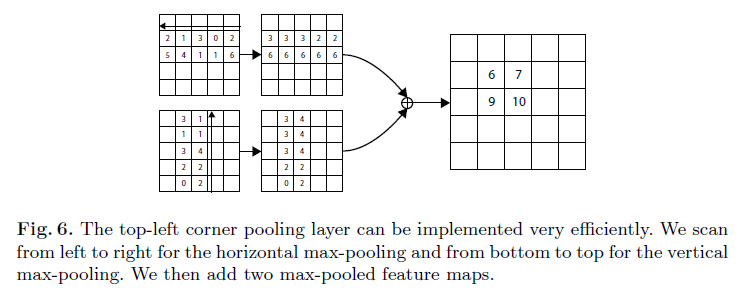 2 1 3 0 2
5 4 1 1 6
3 3 3 2 2
6 6 6 6 6
3 1
1 1
3 4
2 2
0 2
3 4
3 4
3 4
2 2
0 2
6 7
9 10
Fig. 6. The top-left corner pooling layer can be implemented very efficiently. We scan
from left to right for the horizontal max-pooling and from bottom to top for the vertical
max-pooling. We then add two max-pooled feature maps.